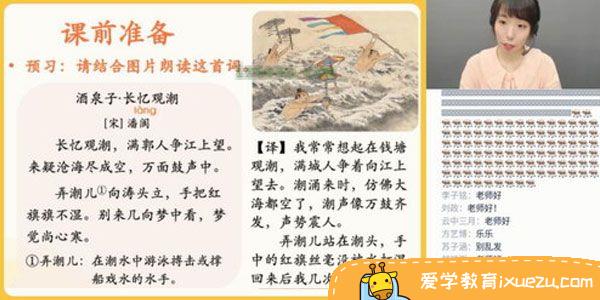 课前准备
• 预习：请结合图片朗读这首词。
酒泉子·长忆观潮
làng
[宋] 潘阆
长忆观潮，满郭人争江上望。
来疑沧海尽成空，万面鼓声中。
弄潮儿①向涛头立，手把红
旗旗不湿。别来几向梦中看，梦
觉尚心寒。
①弄潮儿：在潮水中游泳搏击或撑
船戏水的水手。
【译】我常常想起在钱塘
观潮，满城人争着向江上
望去。潮涌来时，仿佛大
海都空了，潮声像万鼓齐
发，声势震人。
弄潮儿站在潮头，手
中的红旗丝毫没被水打湿
回来后我几次
李子铭：老师好
刘政：老师好！
云中三月：老师好
方艺博：乐乐
苏子涵：别乱发
爱学教育ixuezu.com